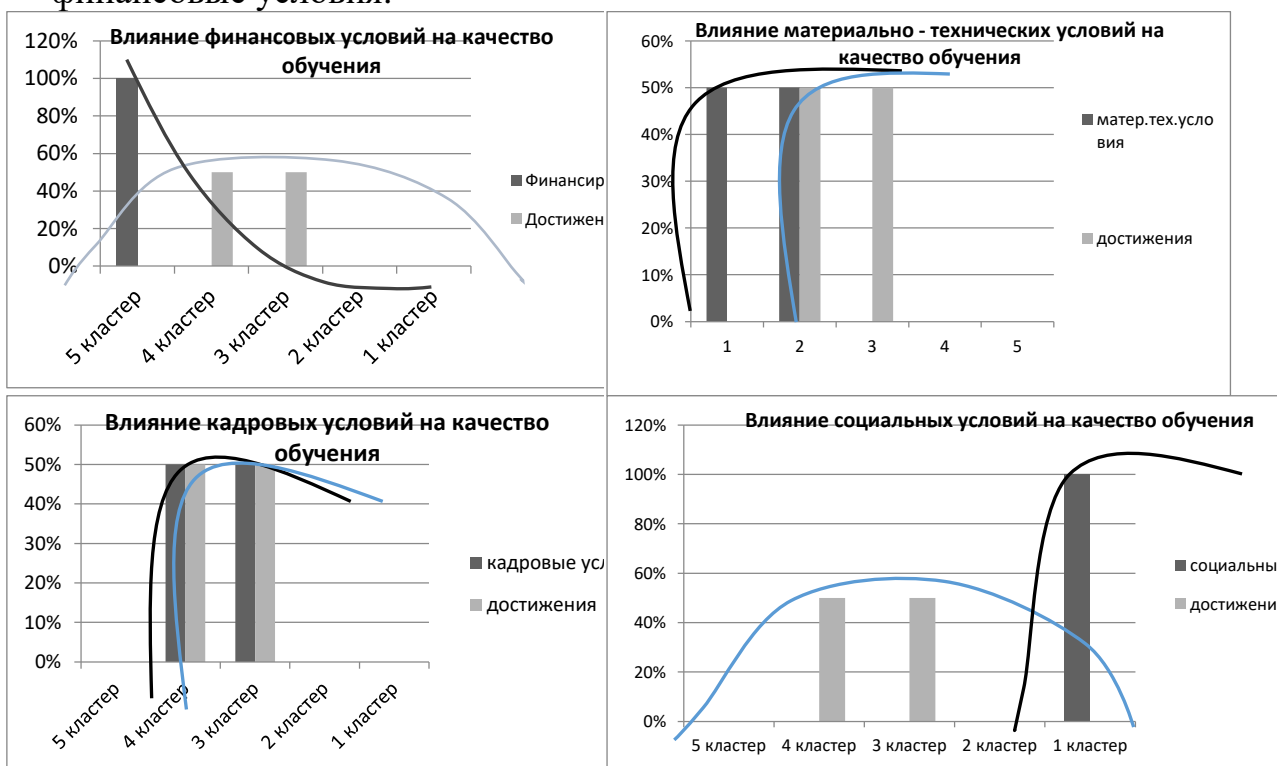 финансовые условия.
Влияние финансовых условий на качество
обучения
120%
100%
80%
60%
40%
20%
0%
5 кластер
4 кластер
3 кластер
2 кластер
1 кластер
Финансир
Достижен
Влияние материально - технических условий на
качество обучения
60%
50%
40%
30%
20%
10%
0%
1 2 3 4 5
матер.тех.усло
вия
достижения
Влияние кадровых условий на качество
обучения
60%
50%
40%
30%
20%
10%
0%
5 кластер
4 кластер
3 кластер
2 кластер
1 кластер
кадровые усл
достижения
Влияние социальных условий на качество обучения
120%
100%
80%
60%
40%
20%
0%
5 кластер 4 кластер 3 кластер 2 кластер 1 кластер
социальны
достижени